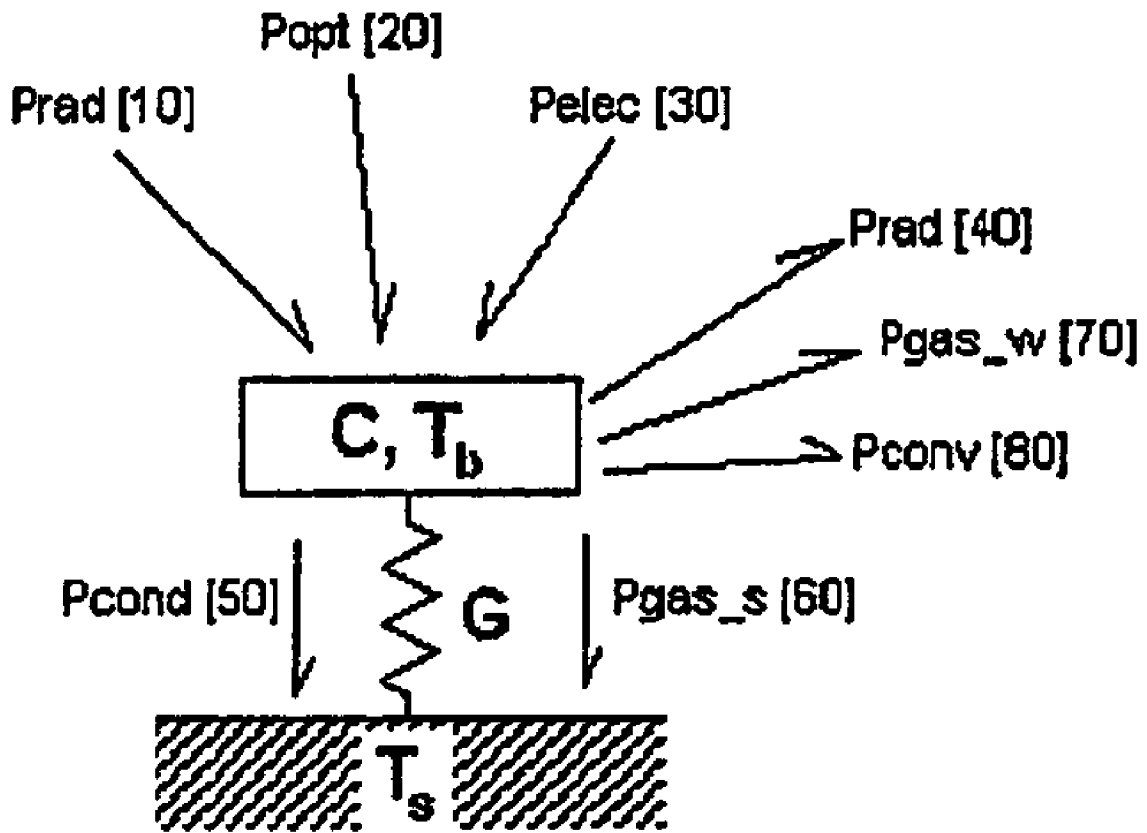 Popt [20]
Prad [10]
Pelec [30]
Prad [40]
Pgas_w [70]
Pconv [80]
C, Tb
Pcond [50]
G
Pgas_s [60]
Ts